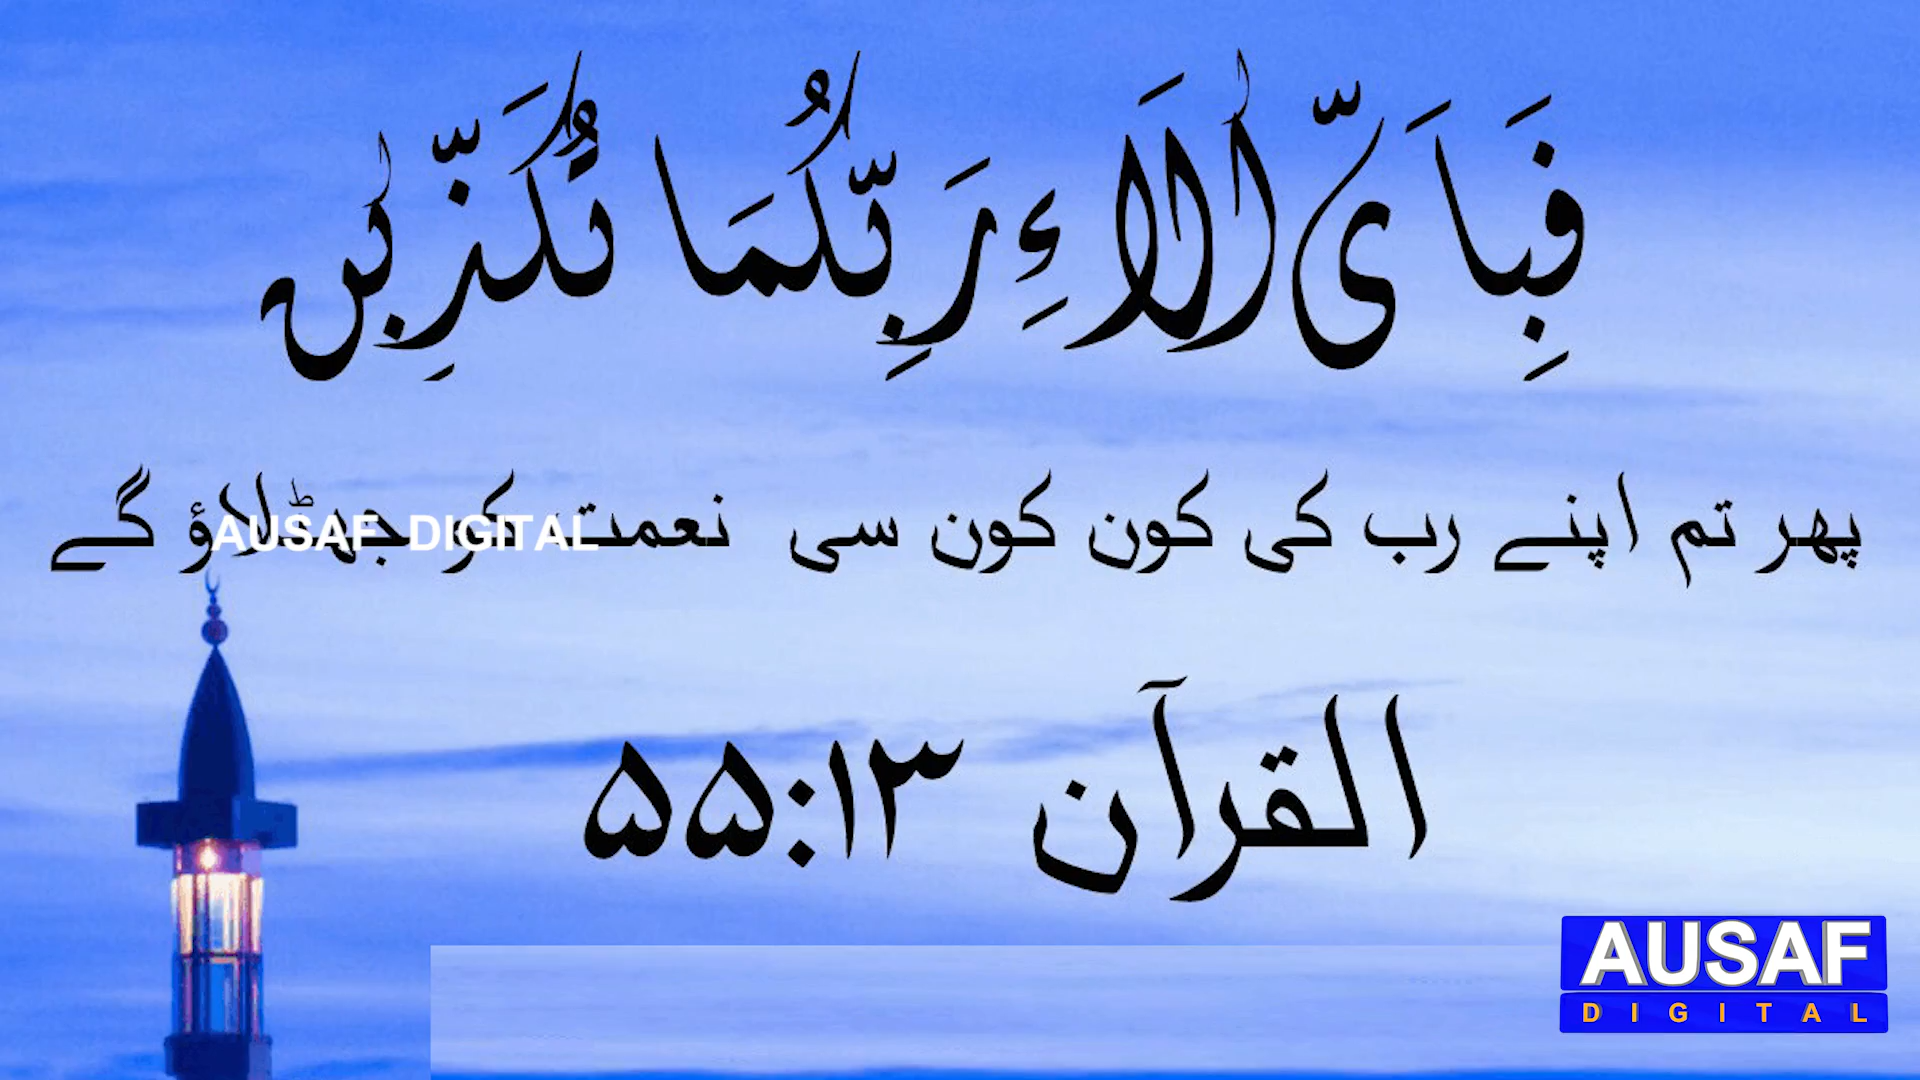 فَبِاَىِّ اٰلَآءِ رَبِّكُمَا تُكَذِّبٰنِ
پھر تم اپنے رب کی کون کون سی نعمت کو جھٹلاؤ گے
AUSAF DIGITAL
القرآن ۵۵:۱۳
AUSAF
DIGITAL